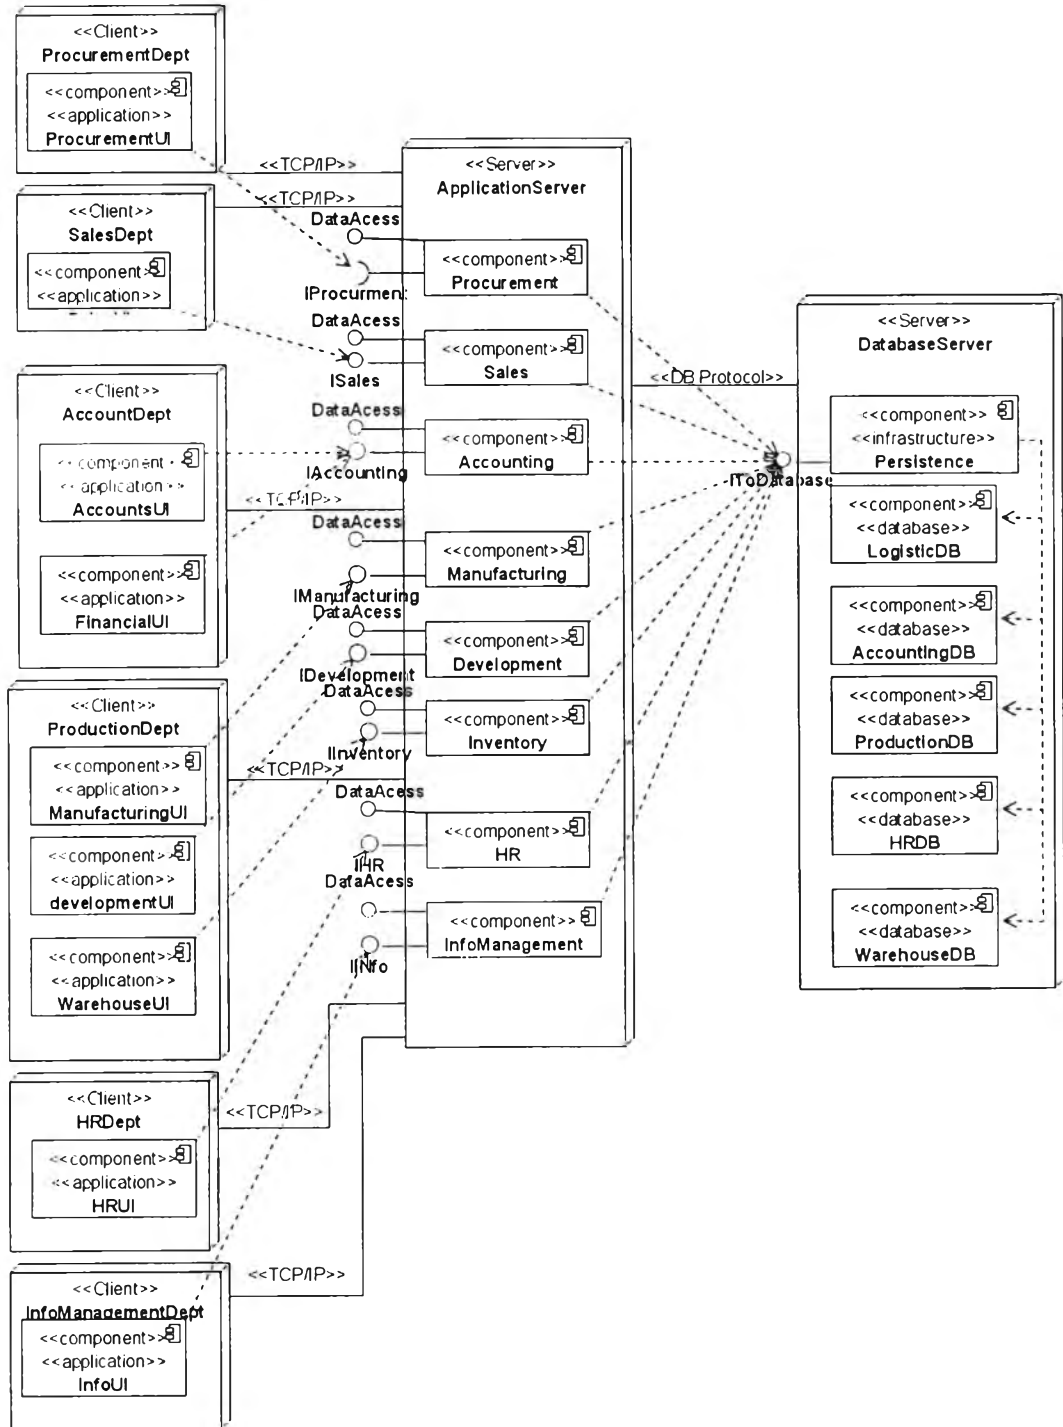 <<Client>>
ProcurementDept
<<component>>
<<application>>
ProcurementUI
<<TCP/IP>>
<<Client>>
SalesDept
<<component>>
<<application>>
<<TCP/IP>>
<<Client>>
AccountDept
<<component>>
<<application>>
AccountsUI
<<component>>
<<application>>
FinancialUI
<<TCP/IP>>
<<Client>>
ProductionDept
<<component>>
<<application>>
ManufacturingUI
<<component>>
<<application>>
developmentUI
<<component>>
<<application>>
WarehouseUI
<<TCP/IP>>
<<Client>>
HRDept
<<component>>
<<application>>
HRUI
<<TCP/IP>>
<<Client>>
InfoManagementDept
<<component>>
<<application>>
InfoUI
<<TCP/IP>>
<<Server>>
ApplicationServer
DataAcess
IProcurment
<<component>>
Procurement
DataAcess
ISales
<<component>>
Sales
DataAcess
IAccounting
<<component>>
Accounting
DataAcess
IManufacturing
<<component>>
Manufacturing
DataAcess
IDevelopment
<<component>>
Development
DataAcess
IInventory
<<component>>
Inventory
DataAcess
IHR
<<component>>
HR
DataAcess
IINfo
<<component>>
InfoManagement
<<DB Protocol>>
<<Server>>
DatabaseServer
IToDatabase
<<component>>
<<infrastructure>>
Persistence
<<component>>
<<database>>
LogisticDB
<<component>>
<<database>>
AccountingDB
<<component>>
<<database>>
ProductionDB
<<component>>
<<database>>
HRDB
<<component>>
<<database>>
WarehouseDB